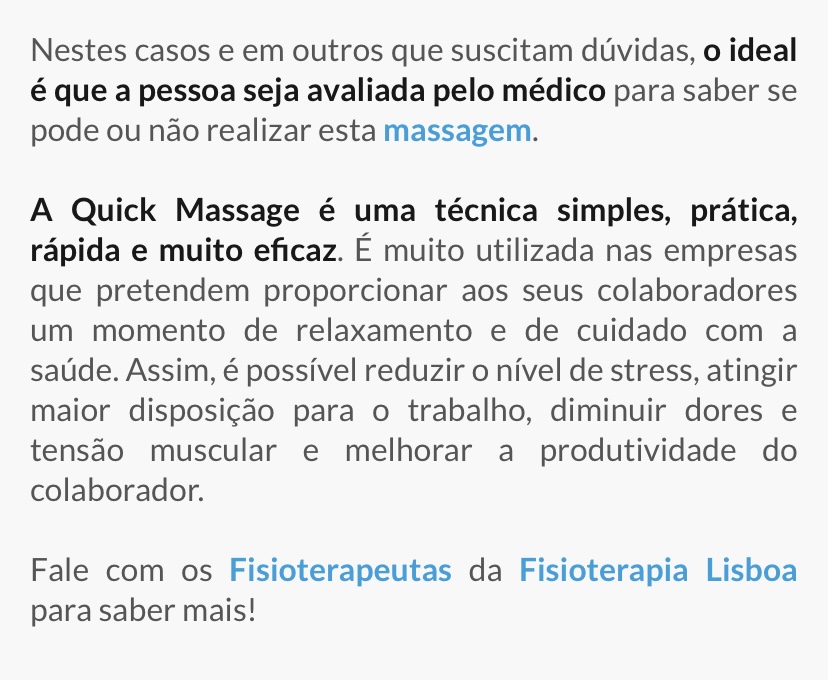 Nestes casos e em outros que suscitam dúvidas, o ideal
é que a pessoa seja avaliada pelo médico para saber se
pode ou não realizar esta massagem.
A Quick Massage é uma técnica simples, prática,
rápida e muito eficaz. É muito utilizada nas empresas
que pretendem proporcionar aos seus colaboradores
um momento de relaxamento e de cuidado com a
saúde. Assim, é possível reduzir o nível de stress, atingir
maior disposição para o trabalho, diminuir dores e
tensão muscular e melhorar a produtividade do
colaborador.
Fale com os Fisioterapeutas da Fisioterapia Lisboa
para saber mais!